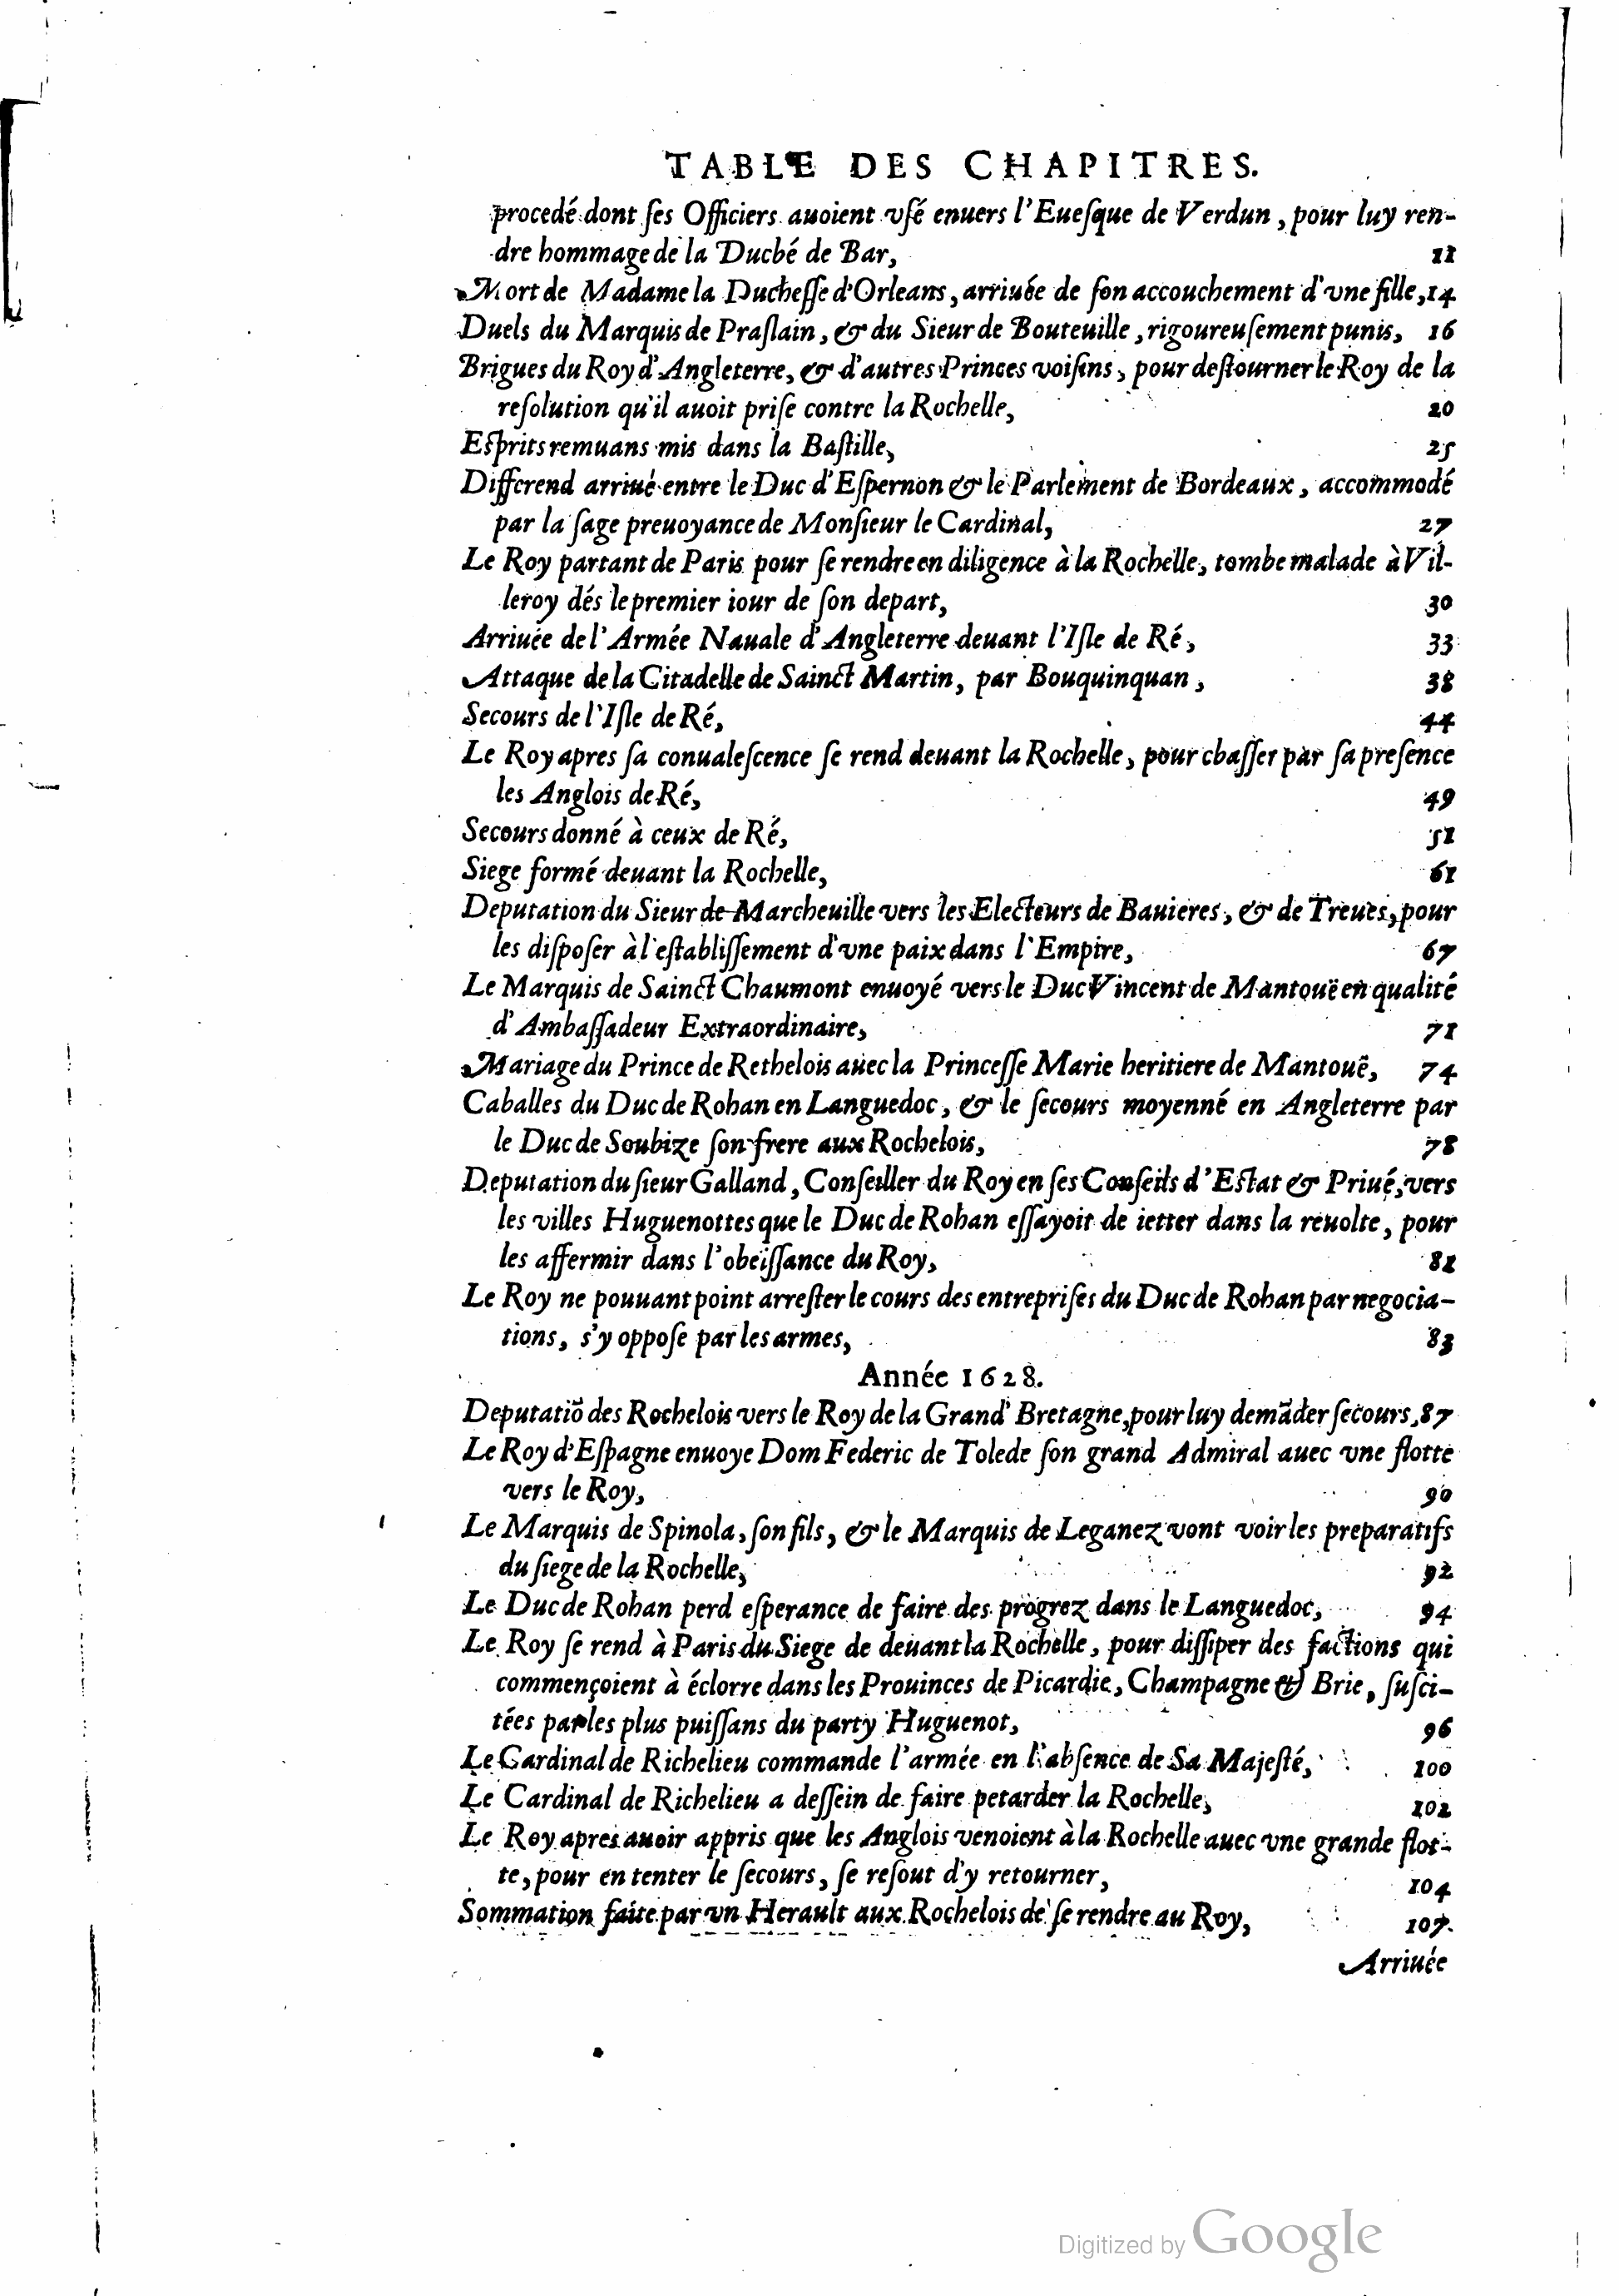 TABLE DES CHAPITRES.
procedé dont ſes Officiers auoient vſé enuers l'Eueſque de Verdun, pour luy ren-
dre hommage de la Duché de Bar, 11
Mort de Madame la Ducheſſe d'Orleans, arriuée de ſon accouchement d'vne fille, 14
Duels du Marquis de Praſlain, & du Sieur de Bouteuille, rigoureuſement punis, 16
Brigues du Roy d'Angleterre, & d'autres Princes voiſins, pour deſtourner le Roy de la
reſolution qu'il auoit priſe contre la Rochelle, 20
Eſprits remuans mis dans la Baſtille, 25
Differend arriué entre le Duc d'Eſpernon & le Parlement de Bordeaux, accommodé
par la ſage preuoyance de Monſieur le Cardinal, 27
Le Roy partant de Paris pour ſe rendre en diligence à la Rochelle, tombe malade à Vil-
leroy dés le premier iour de ſon depart, 30
Arriuée de l'Armée Nauale d'Angleterre deuant l'Iſle de Ré, 33
Attaque de la Citadelle de Sainct Martin, par Bouquinquan, 38
Secours de l'Iſle de Ré, 44
Le Roy apres ſa conualeſcence ſe rend deuant la Rochelle, pour chaſſer par ſa preſence
les Anglois de Ré, 49
Secours donné à ceux de Ré, 51
Siege formé deuant la Rochelle, 61
Deputation du Sieur de Marcheuille vers les Electeurs de Bauieres, & de Treues, pour
les diſpoſer à l'eſtabliſſement d'vne paix dans l'Empire, 67
Le Marquis de Sainct Chaumont enuoyé vers le Duc Vincent de Mantouë en qualité
d'Ambaſſadeur Extraordinaire, 71
Mariage du Prince de Rethelois auec la Princeſſe Marie heritiere de Mantouë, 74
Caballes du Duc de Rohan en Languedoc, & le ſecours moyenné en Angleterre par
le Duc de Soubize ſon frere aux Rochelois, 78
Deputation du ſieur Galland, Conſeiller du Roy en ſes Conſeils d'Eſtat & Priué, vers
les villes Huguenottes que le Duc de Rohan eſſayoit de ietter dans la reuolte, pour
les affermir dans l'obeïſſance du Roy, 81
Le Roy ne pouuant point arreſter le cours des entrepriſes du Duc de Rohan par negocia-
tions, s'y oppoſe par les armes, 83
Année 1628.
Deputatiõ des Rochelois vers le Roy de la Grand' Bretagne, pour luy demãder ſecours, 87
Le Roy d'Eſpagne enuoye Dom Federic de Tolede ſon grand Admiral auec vne flotte
vers le Roy, 90
Le Marquis de Spinola, ſon fils, & le Marquis de Leganez vont voir les preparatifs
du ſiege de la Rochelle, 92
Le Duc de Rohan perd eſperance de faire des progrez dans le Languedoc, 94
Le Roy ſe rend à Paris du Siege de deuant la Rochelle, pour diſſiper des factions qui
commençoient à éclorre dans les Prouinces de Picardie, Champagne & Brie, ſuſci-
tées par les plus puiſſans du party Huguenot, 96
Le Cardinal de Richelieu commande l'armée en l'abſence de Sa Majeſté, 100
Le Cardinal de Richelieu a deſſein de faire petarder la Rochelle, 102
Le Roy apres auoir appris que les Anglois venoient à la Rochelle auec vne grande flot-
te, pour en tenter le ſecours, ſe reſout d'y retourner, 104
Sommation faite par vn Herault aux Rochelois de ſe rendre au Roy, 107.
Arriuée
Digitized by Google